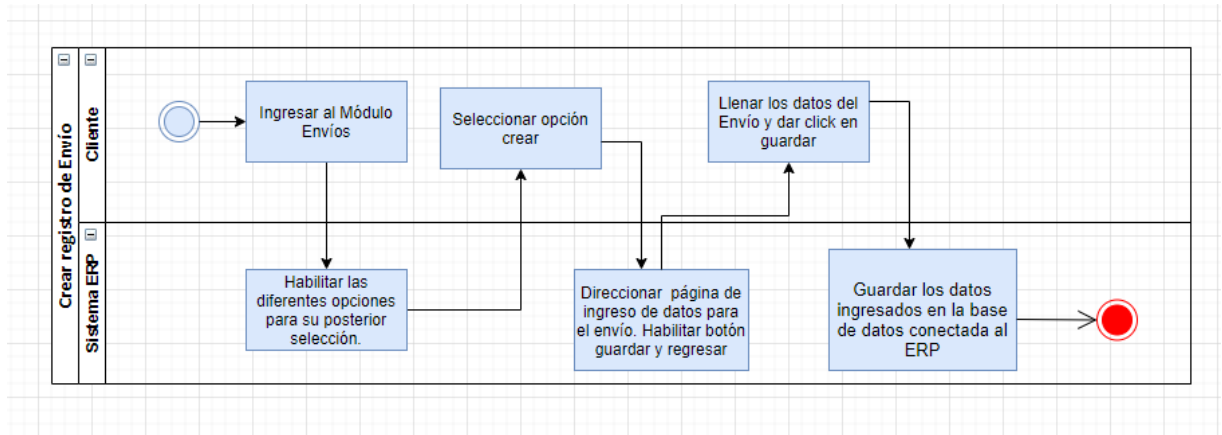 Crear registro de Envío
Cliente
Sistema ERP
Ingresar al Módulo
Envíos
Habilitar las
diferentes opciones
para su posterior
selección.
Seleccionar opción
crear
Direccionar página de
ingreso de datos para
el envío. Habilitar botón
guardar y regresar
Llenar los datos del
Envío y dar click en
guardar
Guardar los datos
ingresados en la base
de datos conectada al
ERP